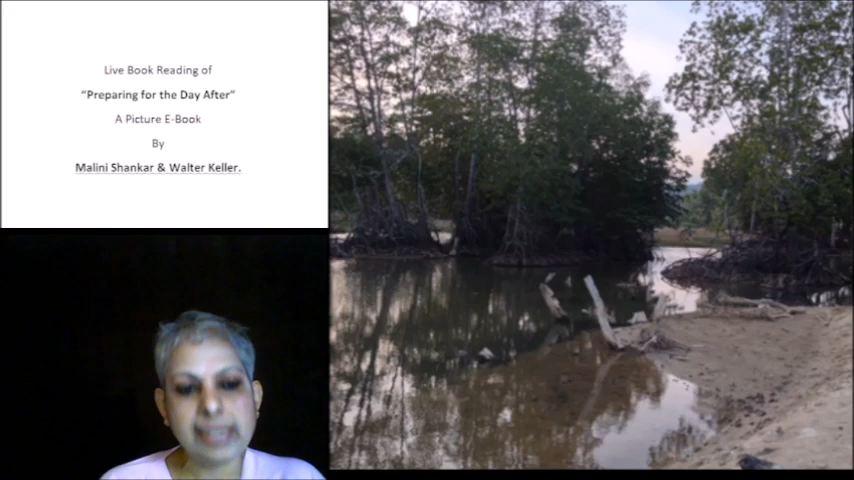 Live Book Reading of
"Preparing for the Day After"
A Picture E-Book
By
Malini Shankar & Walter Keller.